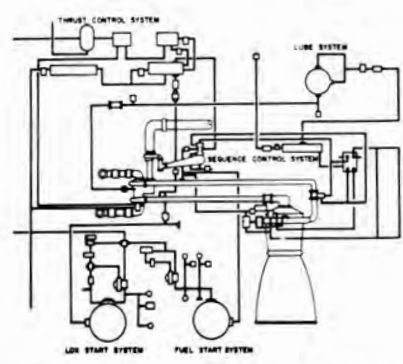 THRUST CONTROL SYSTEM
LUBE SYSTEM
SEQUENCE CONTROL SYSTEM
LOX START SYSTEM
FUEL START SYSTEM